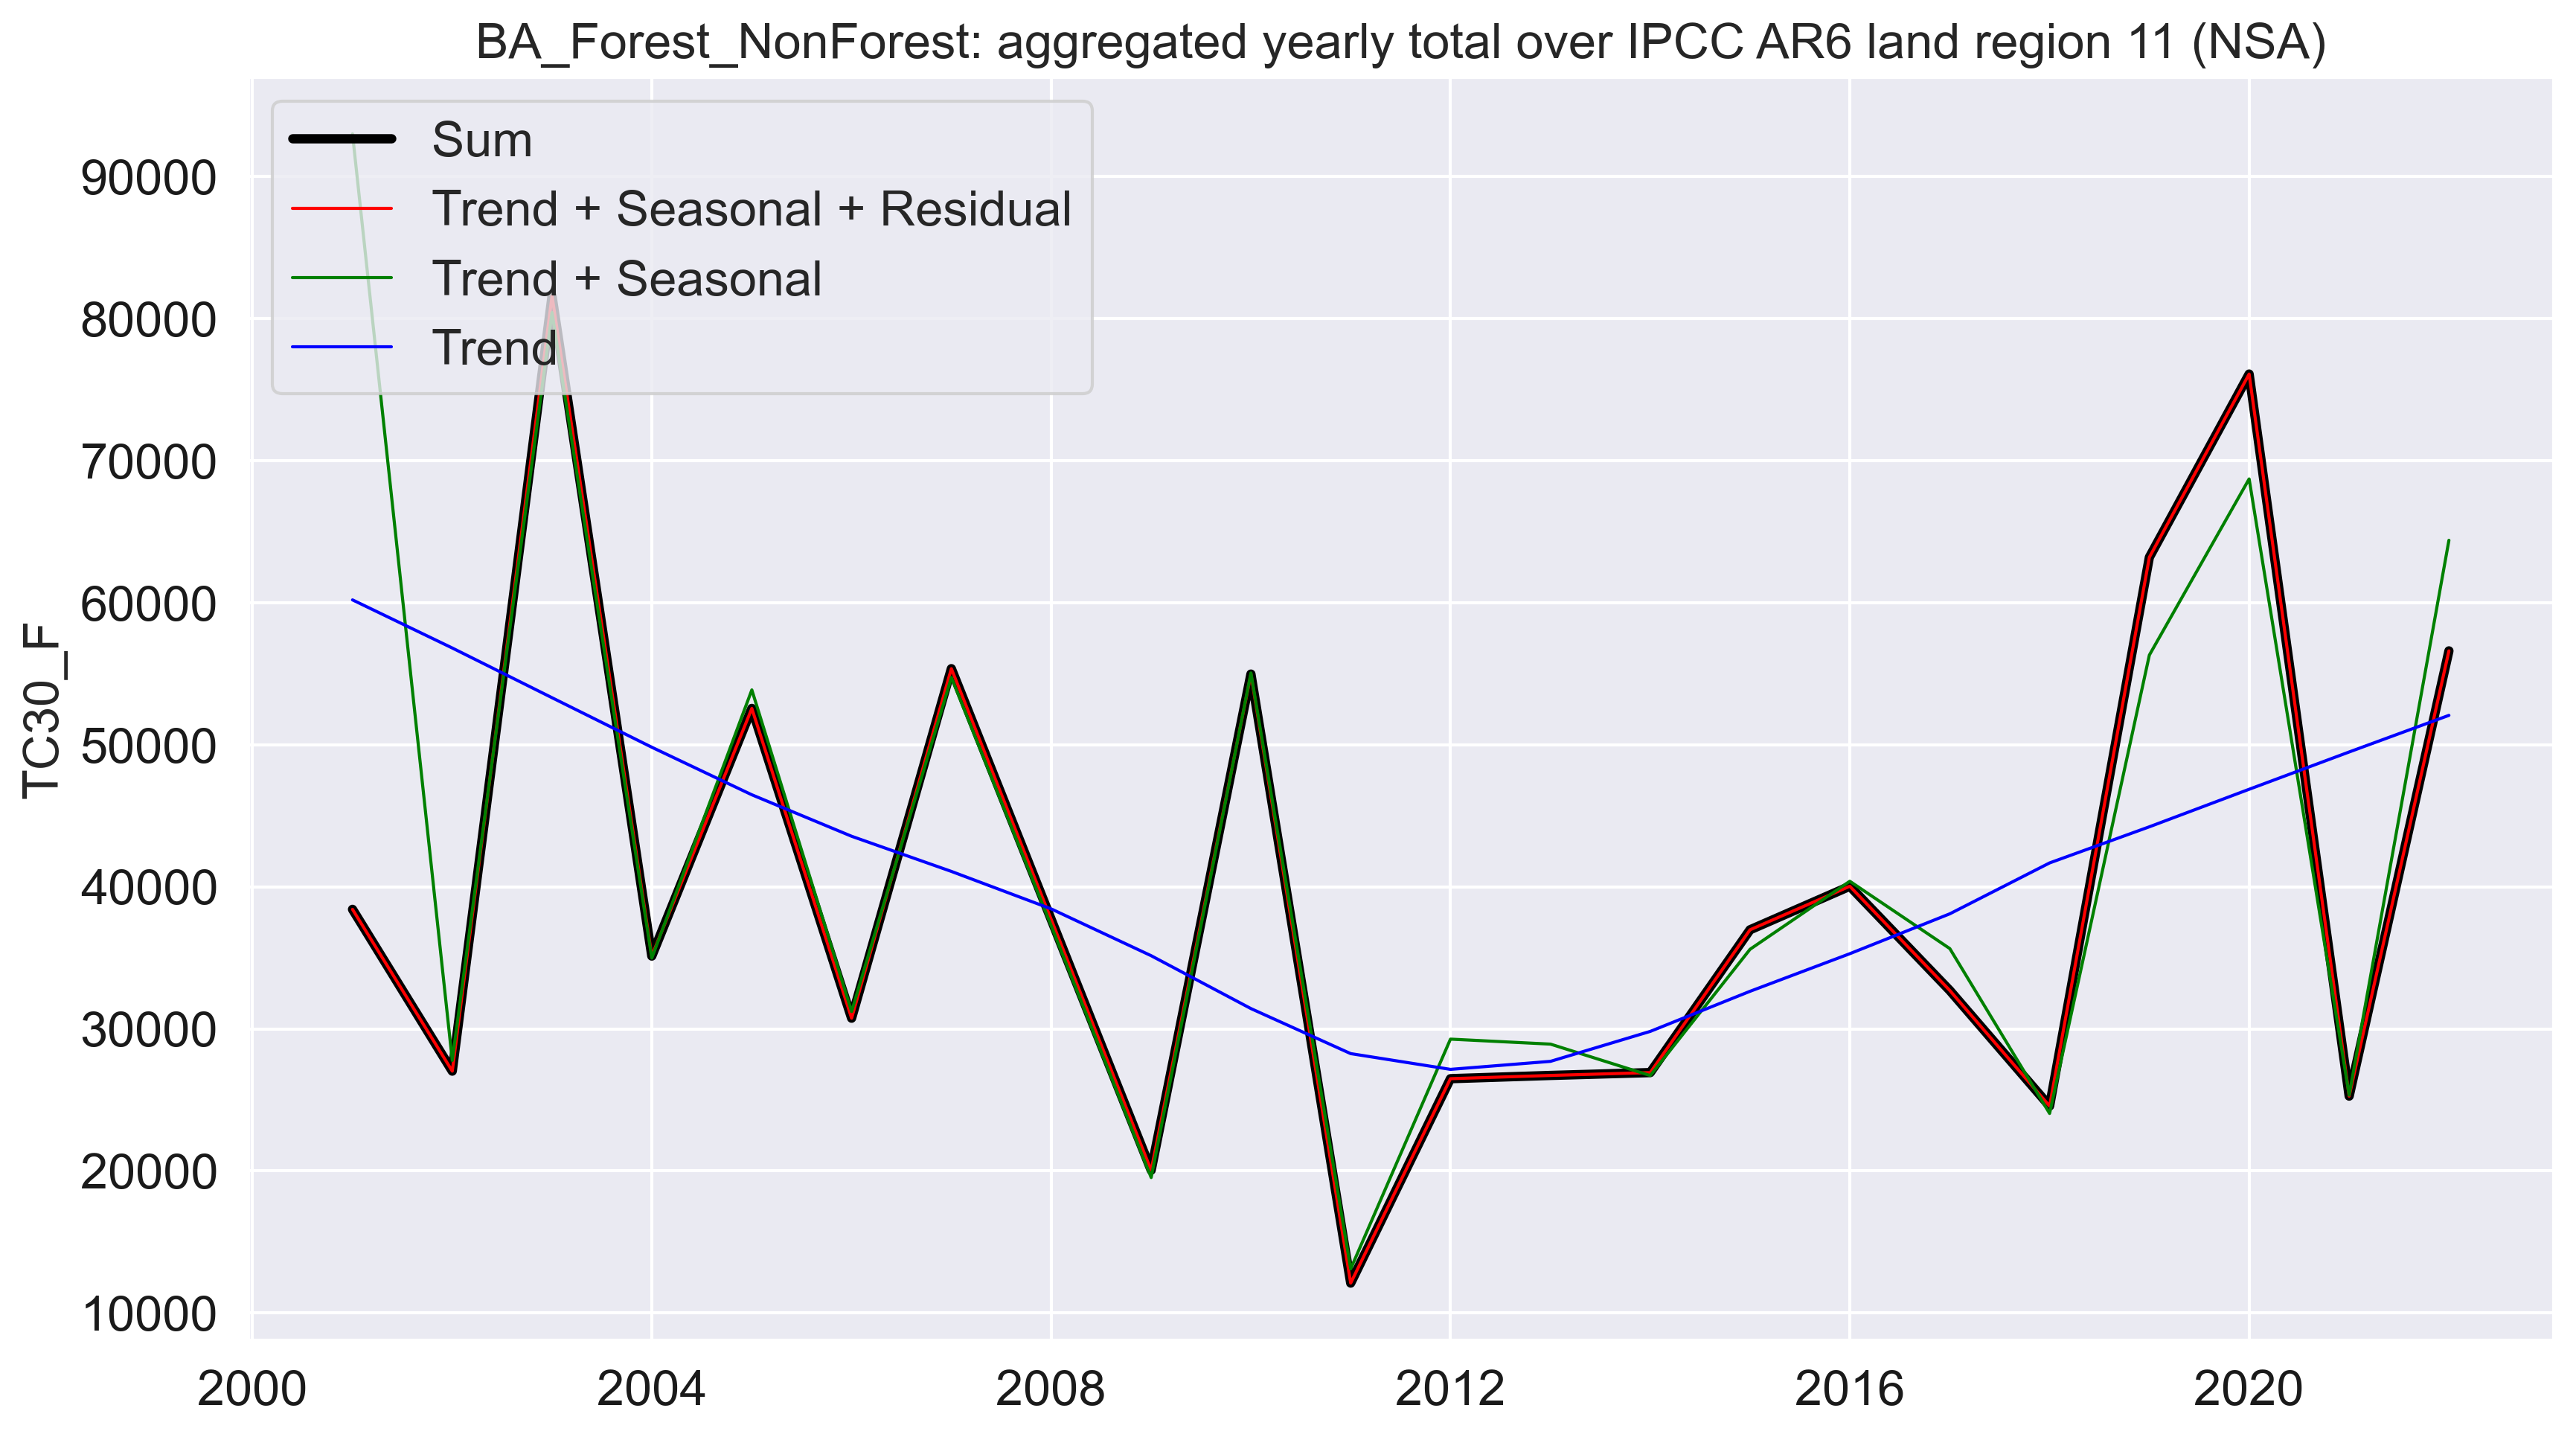 BA_Forest_NonForest: aggregated yearly total over IPCC AR6 land region 11 (NSA)
Sum
Trend + Seasonal + Residual
Trend + Seasonal
Trend
90000
80000
70000
60000
50000
40000
30000
20000
10000
TC30_F
2000 2004 2008 2012 2016 2020